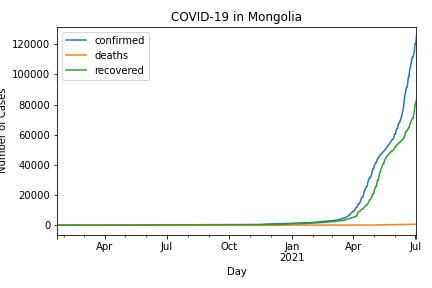 COVID-19 in Mongolia
confirmed
deaths
recovered
120000
100000
80000
60000
40000
20000
0
Number of Cases
Apr
Jul
Oct
Jan
2021
Apr
Jul
Day